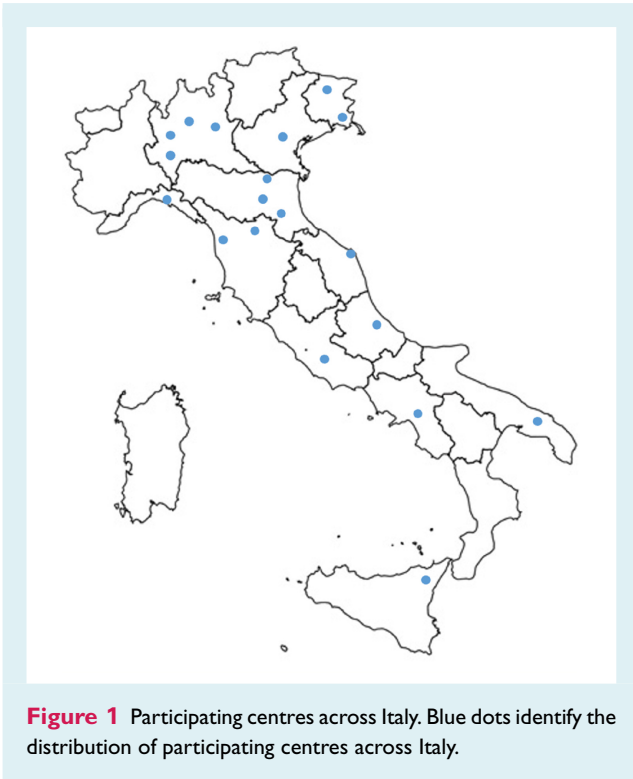 Figure 1 Participating centres across Italy. Blue dots identify the
distribution of participating centres across Italy.